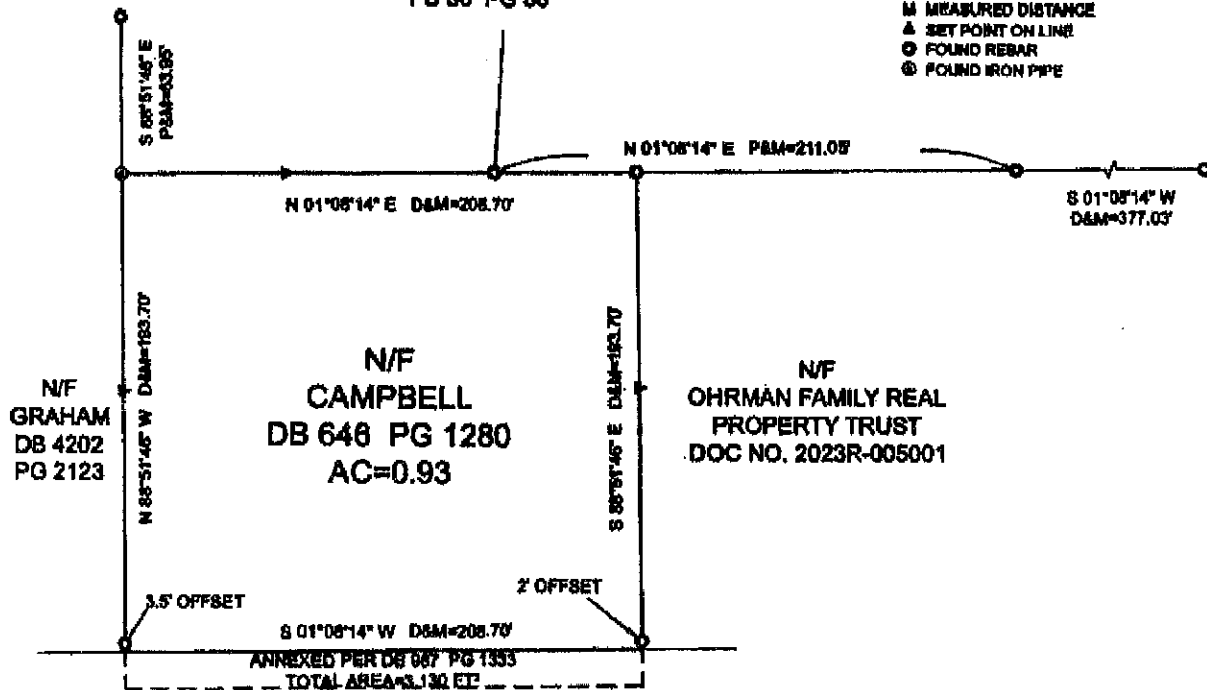 M MEASURED DISTANCE
SET POINT ON LINE
FOUND REBAR
FOUND IRON PIPE
S 88°51'46" E
P&M=63.95'
N 01°08'14" E P&M=211.05'
N 01°08'14" E D&M=208.70'
S 01°08'14" W
D&M=377.03'
N 88°51'46" W D&M=193.70'
N/F
GRAHAM
DB 4202
PG 2123
N/F
CAMPBELL
DB 646 PG 1280
AC=0.93
S 88°51'46" E D&M=193.70'
N/F
OHRMAN FAMILY REAL
PROPERTY TRUST
DOC NO. 2023R-005001
3.5' OFFSET
2' OFFSET
S 01°08'14" W D&M=208.70'
ANNEXED PER DB 967 PG 1333
TOTAL AREA=3,130 FT²